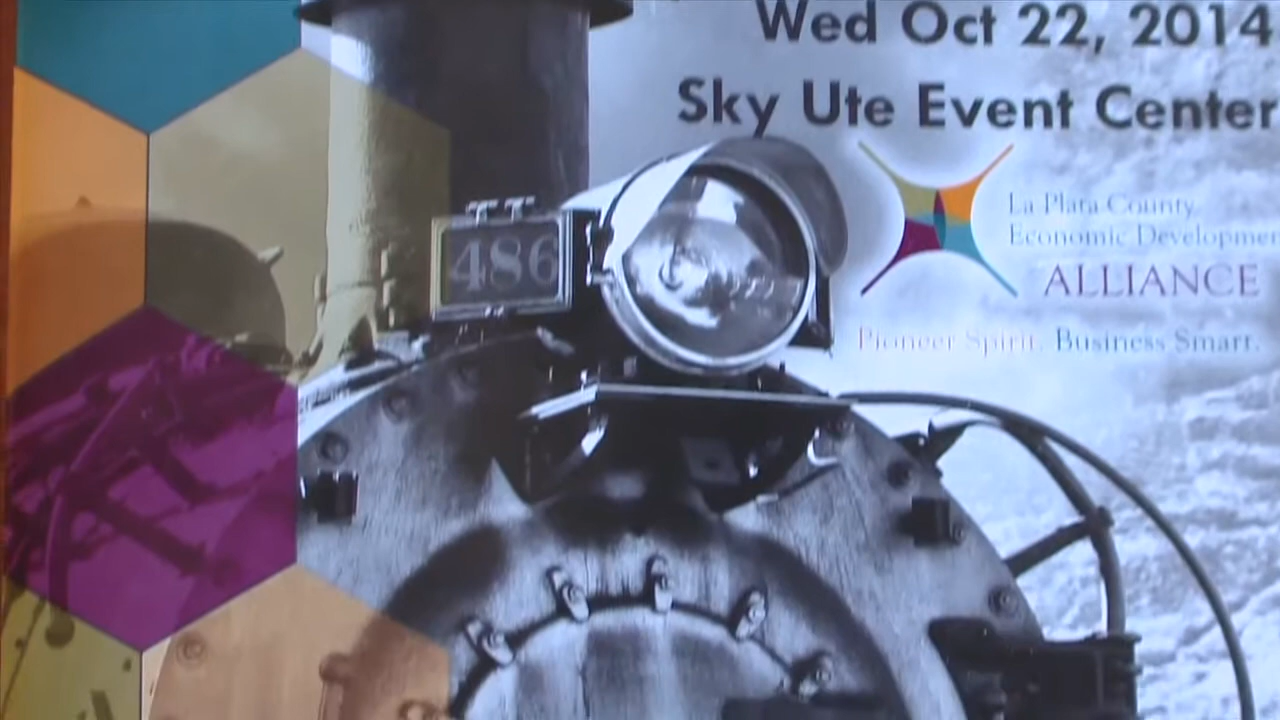 Wed Oct 22, 2014
Sky Ute Event Center
La Plata County
Economic Developmen
ALLIANCE
Pioneer Spirit. Business Smart.
486